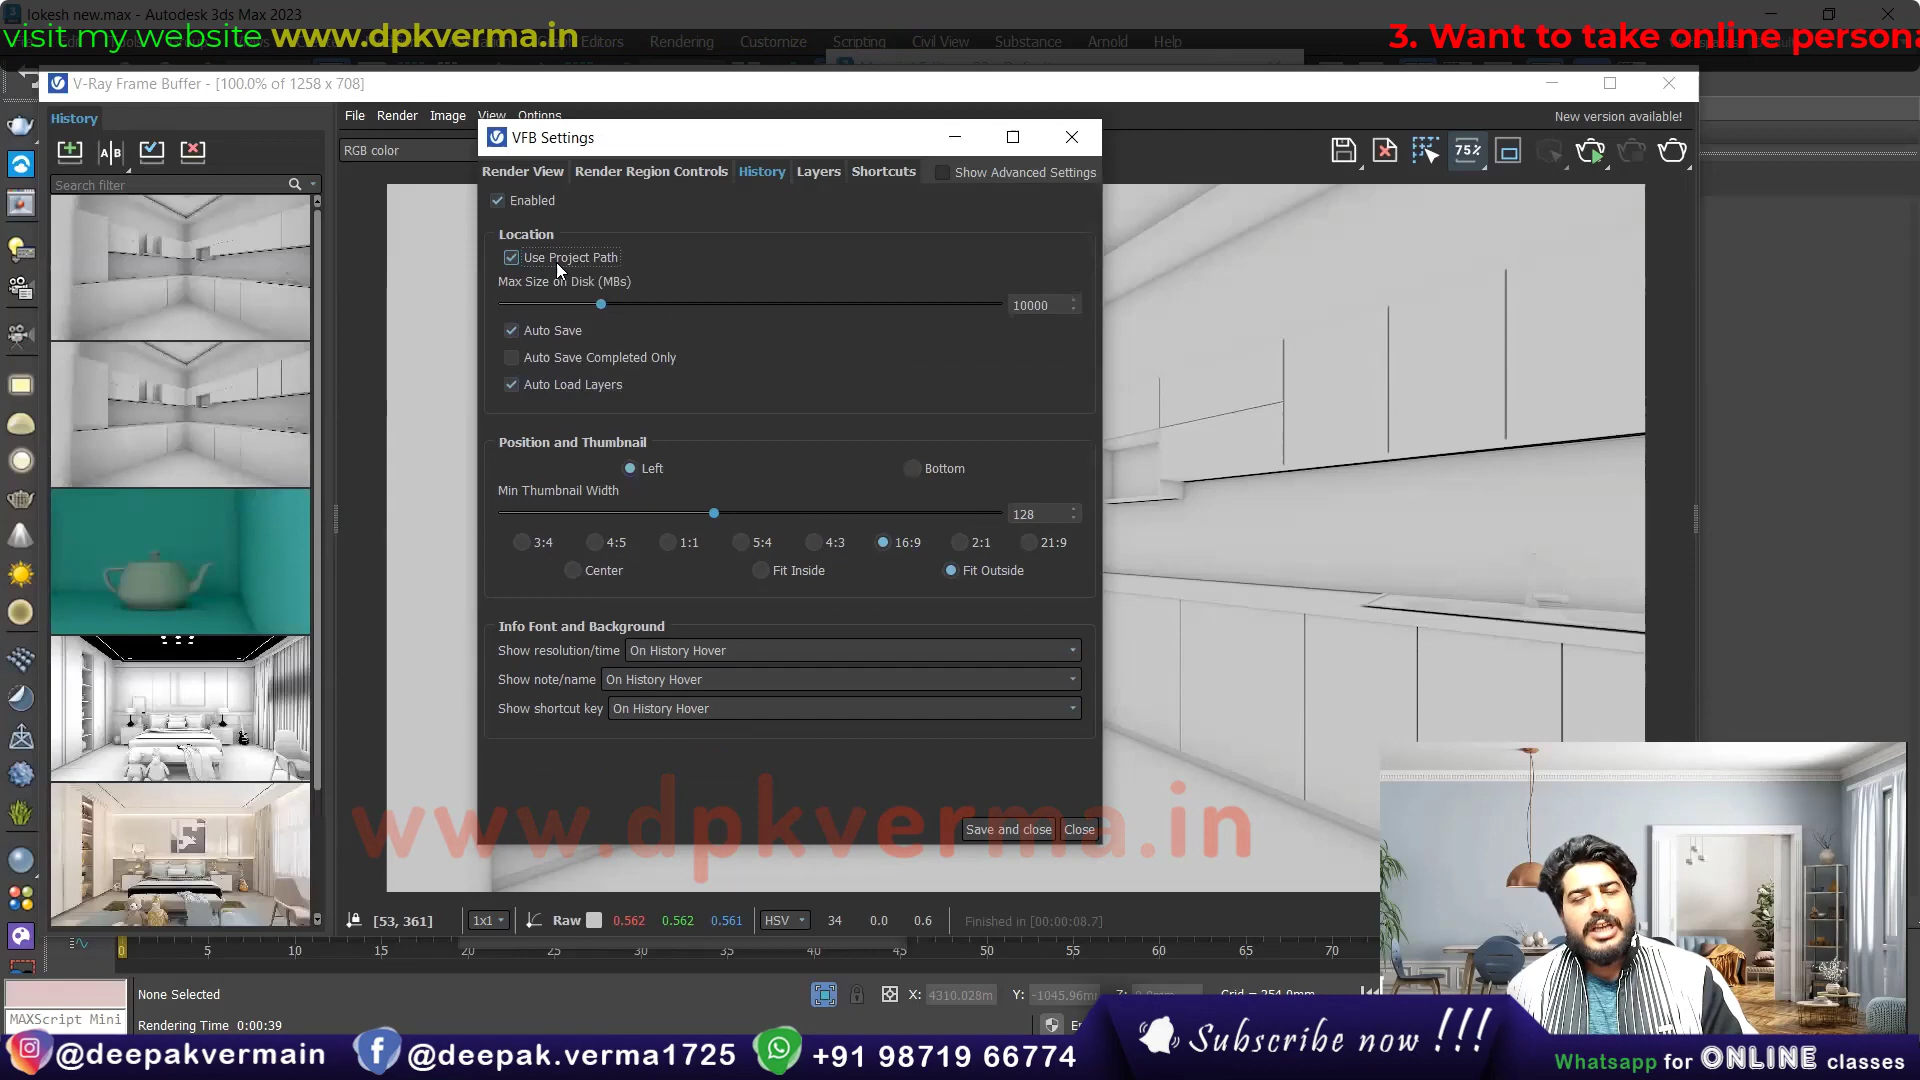 lokesh new.max - Autodesk 3ds Max 2023
visit my website www.dpkverma.in
3. Want to take online persona
Rendering Customize Scripting Civil View Substance Arnold Help
V-Ray Frame Buffer - [100.0% of 1258 x 708]
History
File Render Image View Options
New version available!
RGB color
Search filter
75%
VFB Settings
Render View Render Region Controls History Layers Shortcuts Show Advanced Settings
Enabled
Location
Use Project Path
Max Size on Disk (MBs)
10000
Auto Save
Auto Save Completed Only
Auto Load Layers
Position and Thumbnail
Left Bottom
Min Thumbnail Width
128
3:4 4:5 1:1 5:4 4:3 16:9 2:1 21:9
Center Fit Inside Fit Outside
Info Font and Background
Show resolution/time On History Hover
Show note/name On History Hover
Show shortcut key On History Hover
Save and close Close
www.dpkverma.in
[53, 361] 1x1 Raw 0.562 0.562 0.561 HSV 34 0.0 0.6 Finished in [00:00:08.7]
0 5 10 15 20 25 30 35 40 45 50 55 60 65 70
None Selected
X: 4310.028m Y: -1045.96m Z: Grid = 254.0mm
MAXScript Mini
Rendering Time 0:00:39
@deepakvermain
@deepak.verma1725
+91 98719 66774
Subscribe now !!!
Whatsapp for ONLINE classes